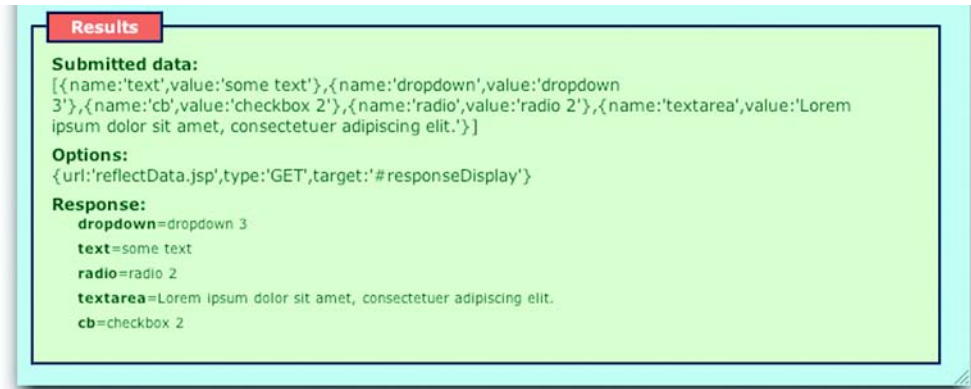 Results
Submitted data:
[{name:'text',value:'some text'},{name:'dropdown',value:'dropdown
3'},{name:'cb',value:'checkbox 2'},{name:'radio',value:'radio 2'},{name:'textarea',value:'Lorem
ipsum dolor sit amet, consectetuer adipiscing elit.'}]
Options:
{url:'reflectData.jsp',type:'GET',target:'#responseDisplay'}
Response:
dropdown=dropdown 3
text=some text
radio=radio 2
textarea=Lorem ipsum dolor sit amet, consectetuer adipiscing elit.
cb=checkbox 2